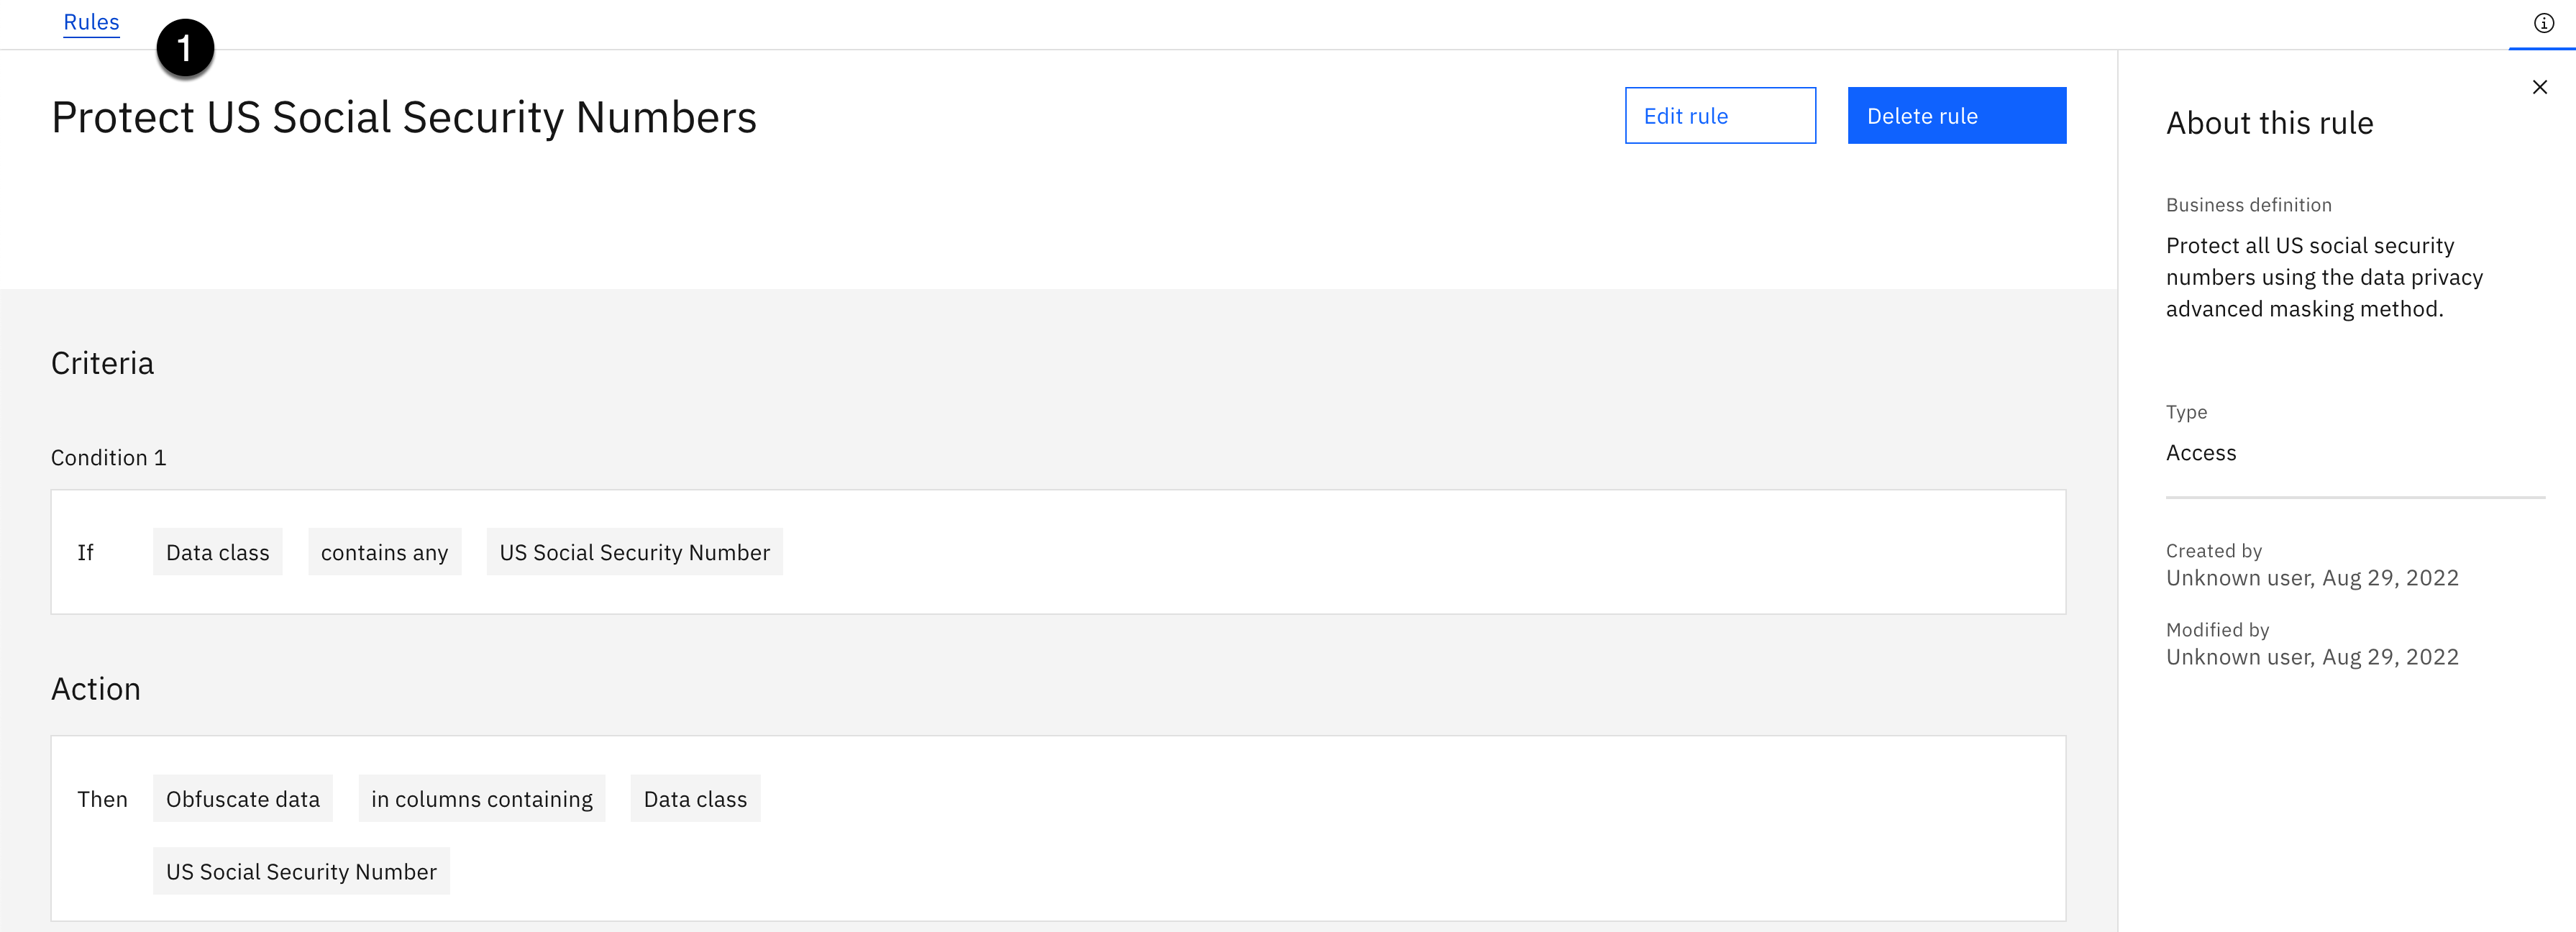 Rules
1
Protect US Social Security Numbers
Edit rule
Delete rule
Criteria
Condition 1
If Data class contains any US Social Security Number
Action
Then Obfuscate data in columns containing Data class
US Social Security Number
About this rule
Business definition
Protect all US social security
numbers using the data privacy
advanced masking method.
Type
Access
Created by
Unknown user, Aug 29, 2022
Modified by
Unknown user, Aug 29, 2022